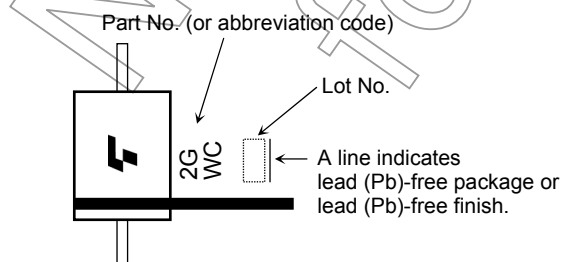 Part No. (or abbreviation code)
Lot No.
2G
WC
A line indicates
lead (Pb)-free package or
lead (Pb)-free finish.